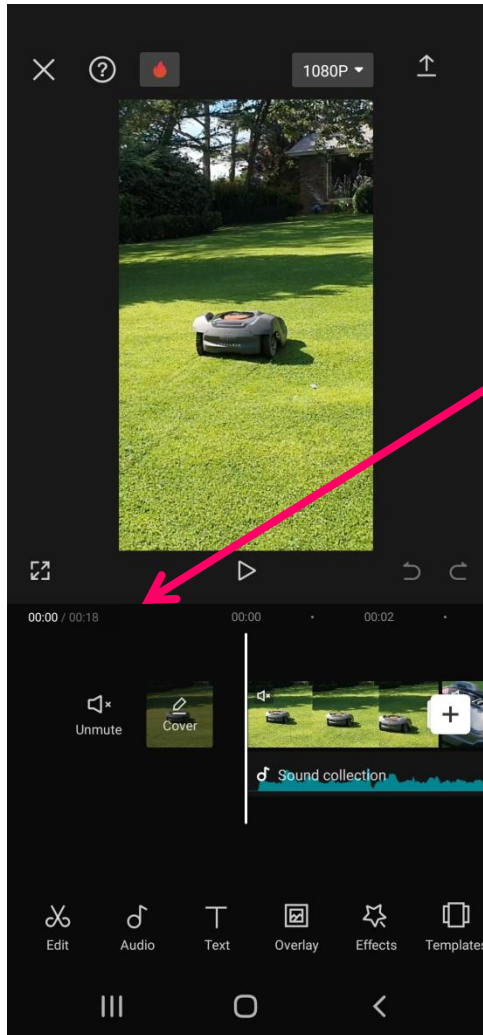 1080P
00:00 / 00:18
00:00
00:02
Unmute
Cover
Sound collection
Edit
Audio
Text
Overlay
Effects
Templates